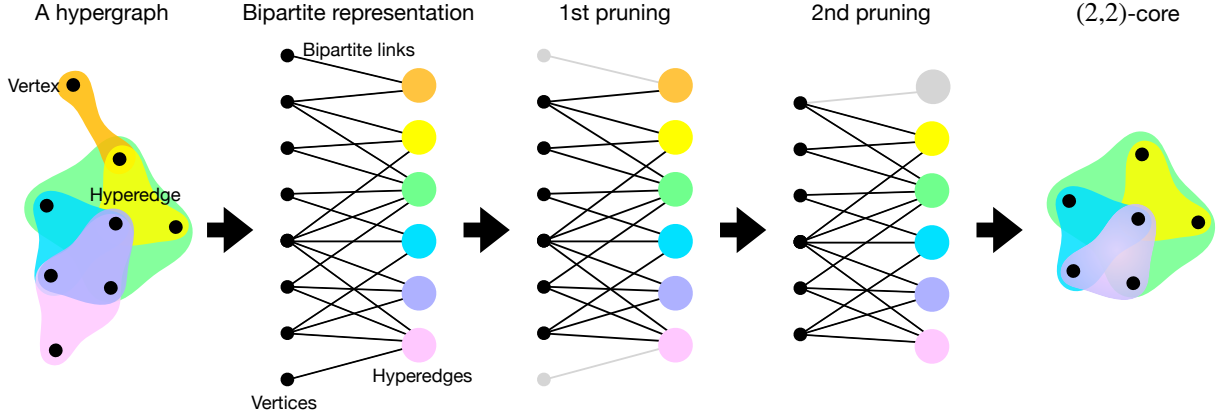 A hypergraph
Bipartite representation
1st pruning
2nd pruning
(2,2)-core
Vertex
Hyperedge
Bipartite links
Hyperedges
Vertices